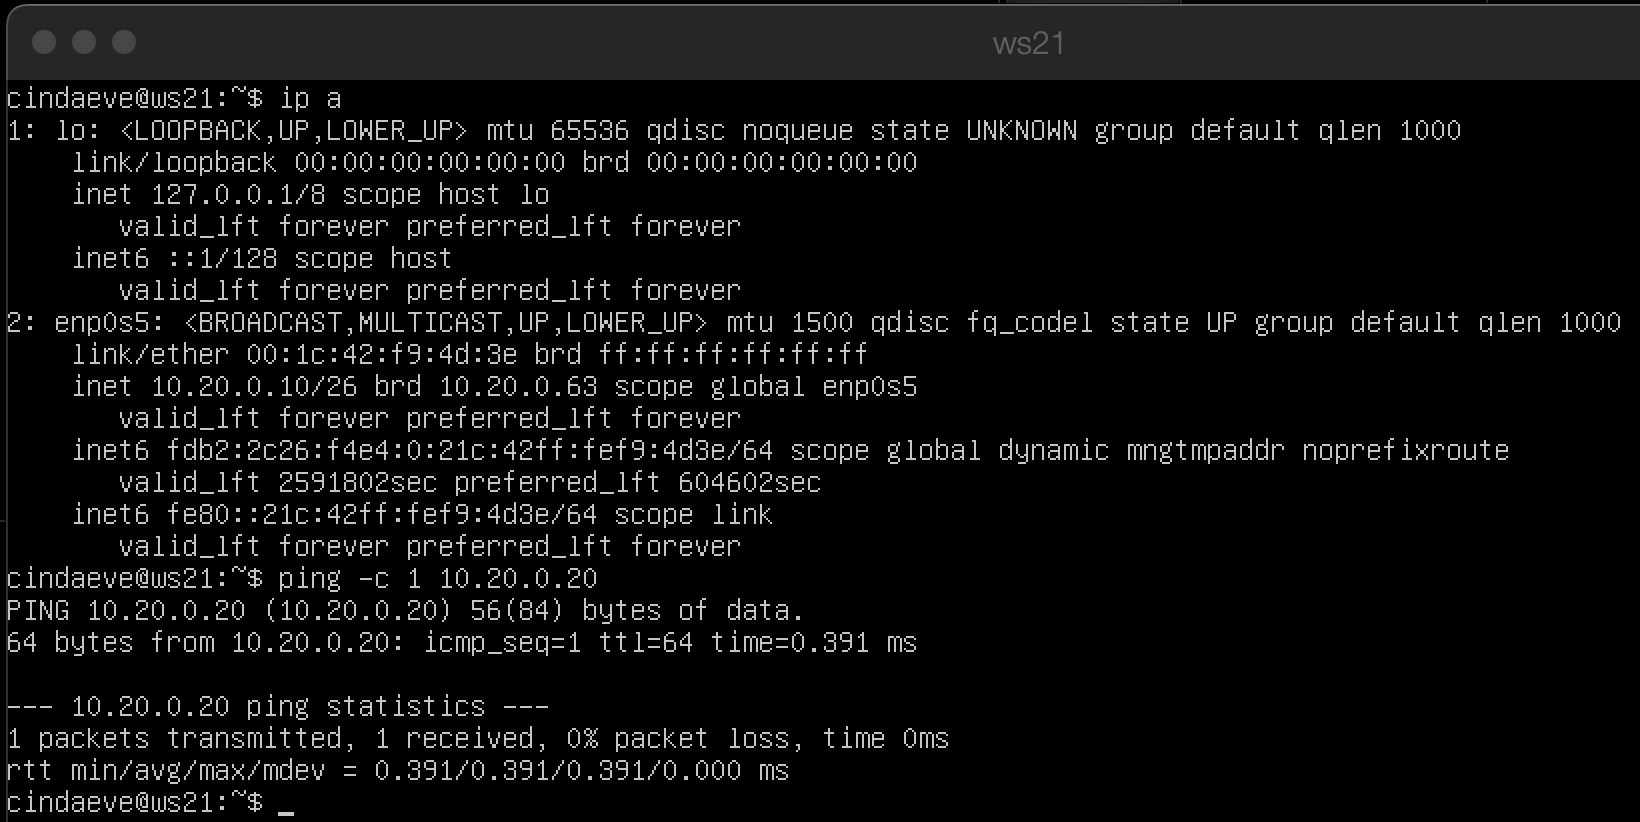 ws21
cindaeve@ws21:~$ ip a
1: lo: <LOOPBACK,UP,LOWER_UP> mtu 65536 qdisc noqueue state UNKNOWN group default qlen 1000
    link/loopback 00:00:00:00:00:00 brd 00:00:00:00:00:00
    inet 127.0.0.1/8 scope host lo
       valid_lft forever preferred_lft forever
    inet6 ::1/128 scope host
       valid_lft forever preferred_lft forever
2: enp0s5: <BROADCAST,MULTICAST,UP,LOWER_UP> mtu 1500 qdisc fq_codel state UP group default qlen 1000
    link/ether 00:1c:42:f9:4d:3e brd ff:ff:ff:ff:ff:ff
    inet 10.20.0.10/26 brd 10.20.0.63 scope global enp0s5
       valid_lft forever preferred_lft forever
    inet6 fdb2:2c26:f4e4:0:21c:42ff:fef9:4d3e/64 scope global dynamic mngtmpaddr noprefixroute
       valid_lft 2591802sec preferred_lft 604602sec
    inet6 fe80::21c:42ff:fef9:4d3e/64 scope link
       valid_lft forever preferred_lft forever
cindaeve@ws21:~$ ping -c 1 10.20.0.20
PING 10.20.0.20 (10.20.0.20) 56(84) bytes of data.
64 bytes from 10.20.0.20: icmp_seq=1 ttl=64 time=0.391 ms

--- 10.20.0.20 ping statistics ---
1 packets transmitted, 1 received, 0% packet loss, time 0ms
rtt min/avg/max/mdev = 0.391/0.391/0.391/0.000 ms
cindaeve@ws21:~$ _